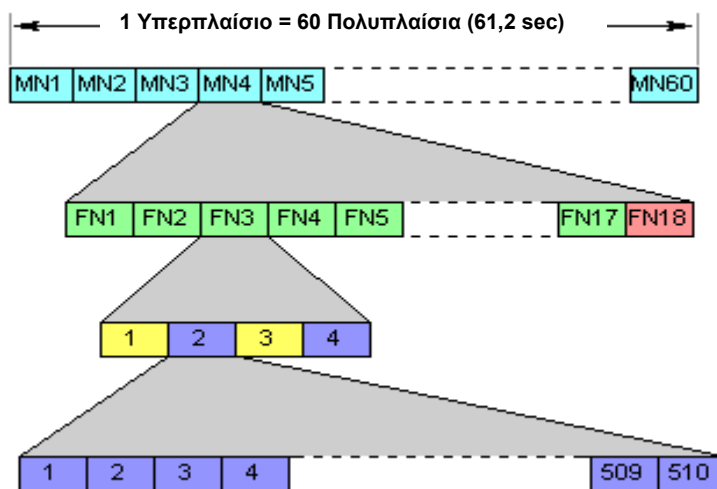 1 Υπερπλαίσιο = 60 Πολυπλαίσια (61,2 sec)
MN1 MN2 MN3 MN4 MN5 MN60
FN1 FN2 FN3 FN4 FN5 FN17 FN18
1 2 3 4
1 2 3 4 509 510